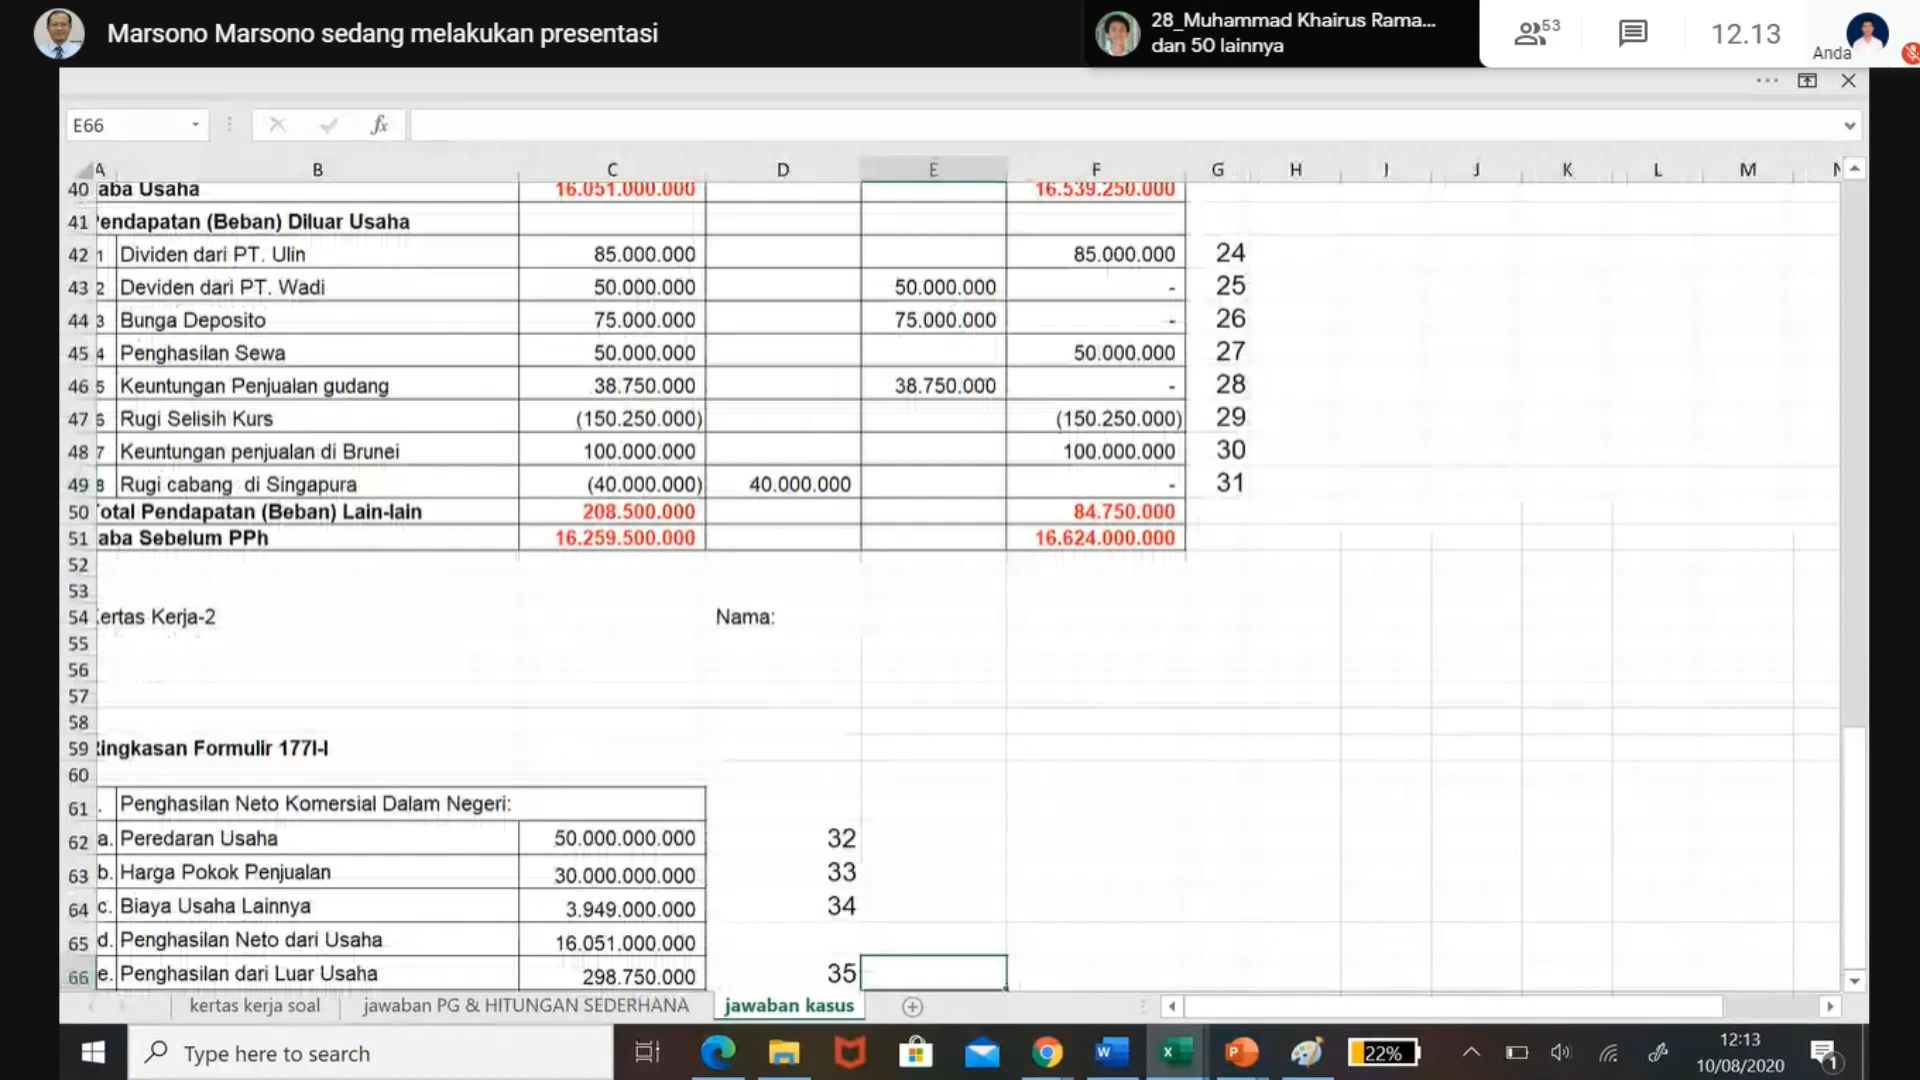 Marsono Marsono sedang melakukan presentasi
28_Muhammad Khairus Rama...
dan 50 lainnya
53
12.13
Anda
E66
fx
A B C D E F G H I J K L M N
40 aba Usaha 16.051.000.000 16.539.250.000
41 endapatan (Beban) Diluar Usaha
42 1 Dividen dari PT. Ulin 85.000.000 85.000.000 24
43 2 Deviden dari PT. Wadi 50.000.000 50.000.000 - 25
44 3 Bunga Deposito 75.000.000 75.000.000 - 26
45 4 Penghasilan Sewa 50.000.000 50.000.000 27
46 5 Keuntungan Penjualan gudang 38.750.000 38.750.000 - 28
47 6 Rugi Selisih Kurs (150.250.000) (150.250.000) 29
48 7 Keuntungan penjualan di Brunei 100.000.000 100.000.000 30
49 8 Rugi cabang di Singapura (40.000.000) 40.000.000 - 31
50 otal Pendapatan (Beban) Lain-lain 208.500.000 84.750.000
51 aba Sebelum PPh 16.259.500.000 16.624.000.000
52
53
54 ertas Kerja-2 Nama:
55
56
57
58
59 ingkasan Formulir 177I-I
60
61 . Penghasilan Neto Komersial Dalam Negeri:
62 a. Peredaran Usaha 50.000.000.000 32
63 b. Harga Pokok Penjualan 30.000.000.000 33
64 c. Biaya Usaha Lainnya 3.949.000.000 34
65 d. Penghasilan Neto dari Usaha 16.051.000.000
66 e. Penghasilan dari Luar Usaha 298.750.000 35
kertas kerja soal jawaban PG & HITUNGAN SEDERHANA jawaban kasus
Type here to search
22%
12:13
10/08/2020
1